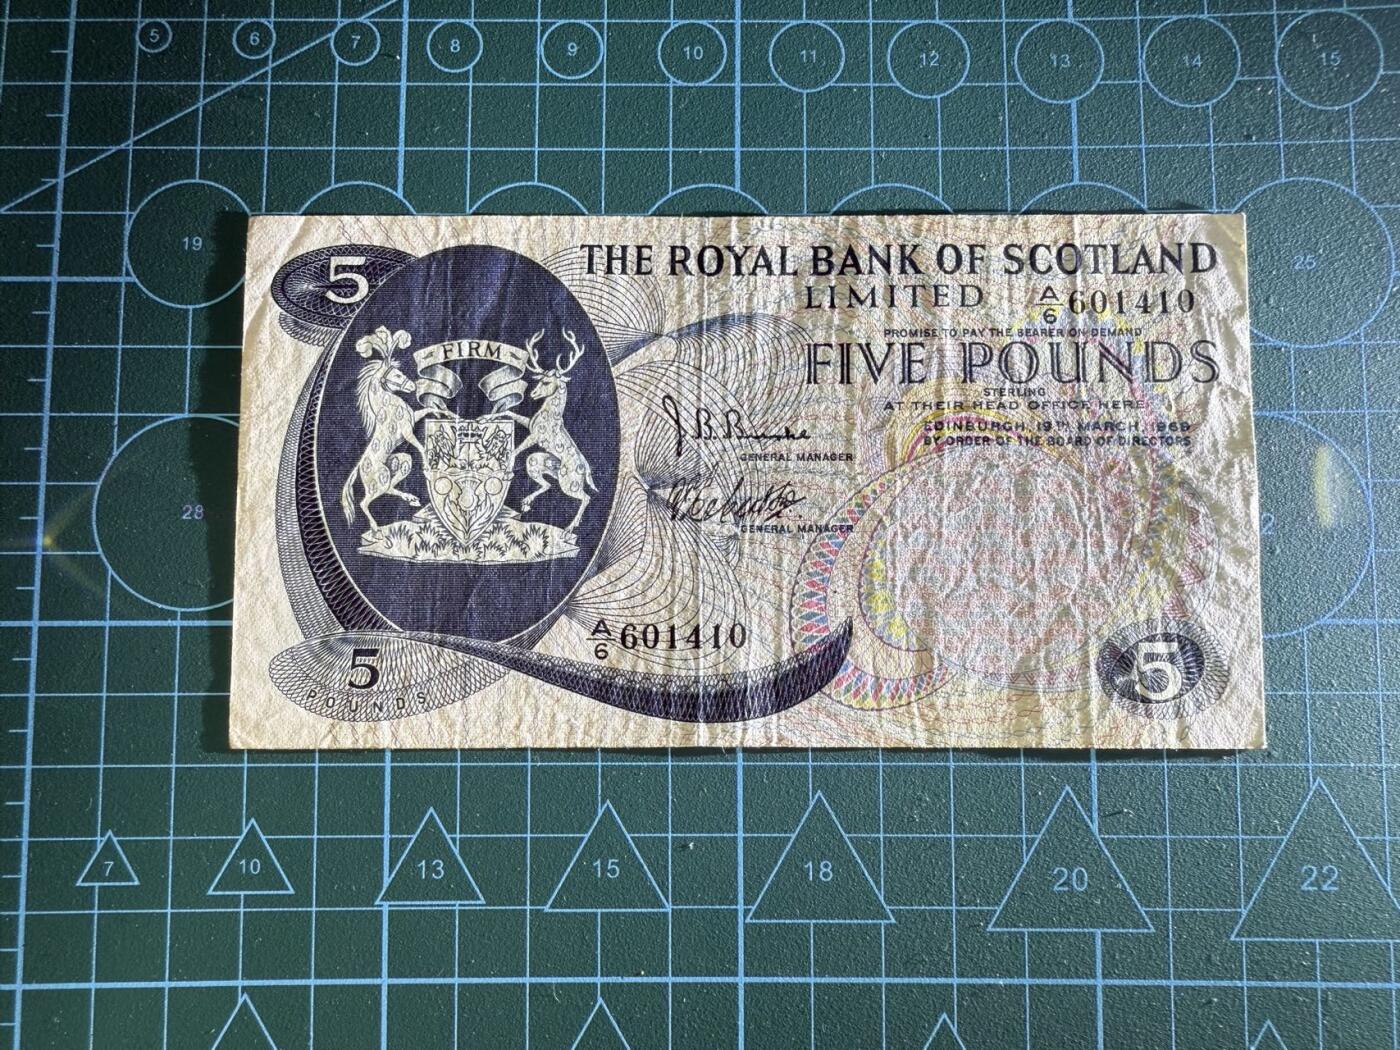 5 6 7 8 9 10 11 12 13 14 15
19 25
5 THE ROYAL BANK OF SCOTLAND
LIMITED A/6 601410
PROMISE TO PAY THE BEARER ON DEMAND
FIRM
FIVE POUNDS
STERLING
AT THEIR HEAD OFFICE HERE
EDINBURGH, 19TH MARCH, 1969
BY ORDER OF THE BOARD OF DIRECTORS
J.B. Burke
GENERAL MANAGER
GENERAL MANAGER
28
A/6 601410
5
POUNDS
5
7 10 13 15 18 20 22